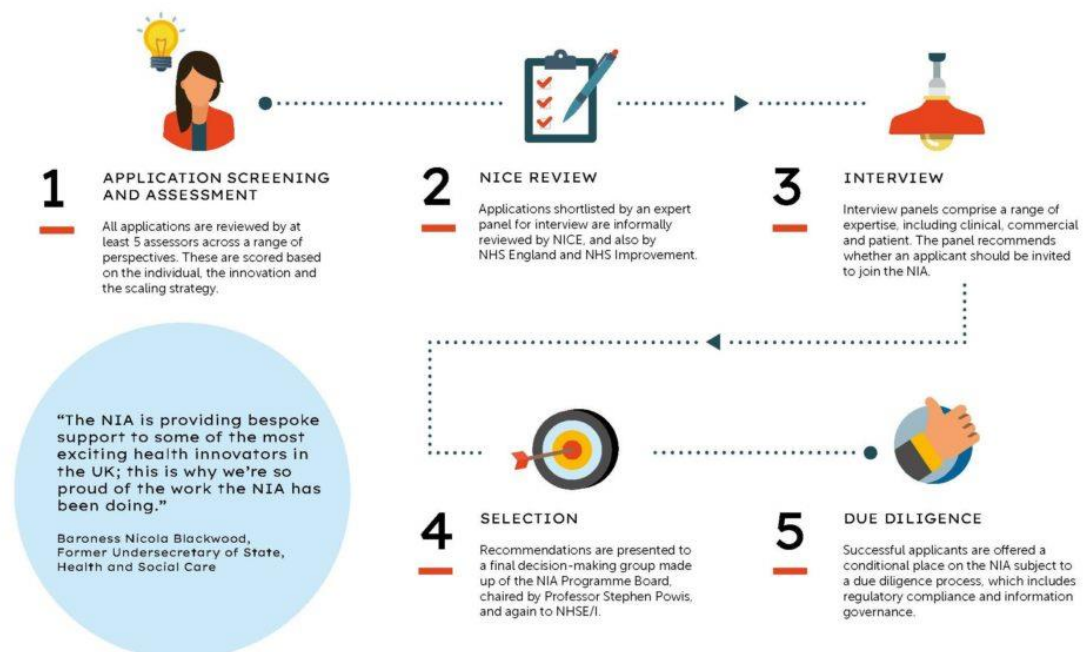 1
APPLICATION SCREENING
AND ASSESSMENT
All applications are reviewed by at
least 5 assessors across a range of
perspectives. These are scored based
on the individual, the innovation and
the scaling strategy.
2
NICE REVIEW
Applications shortlisted by an expert
panel for interview are informally
reviewed by NICE, and also by
NHS England and NHS Improvement.
3
INTERVIEW
Interview panels comprise a range of
expertise, including clinical, commercial
and patient. The panel recommends
whether an applicant should be invited
to join the NIA.
“The NIA is providing bespoke
support to some of the most
exciting health innovators in
the UK; this is why we’re so
proud of the work the NIA has
been doing.”
Baroness Nicola Blackwood,
Former Undersecretary of State,
Health and Social Care
4
SELECTION
Recommendations are presented to
a final decision-making group made
up of the NIA Programme Board,
chaired by Professor Stephen Powis,
and again to NHSE/I.
5
DUE DILIGENCE
Successful applicants are offered a
conditional place on the NIA subject to
a due diligence process, which includes
regulatory compliance and information
governance.